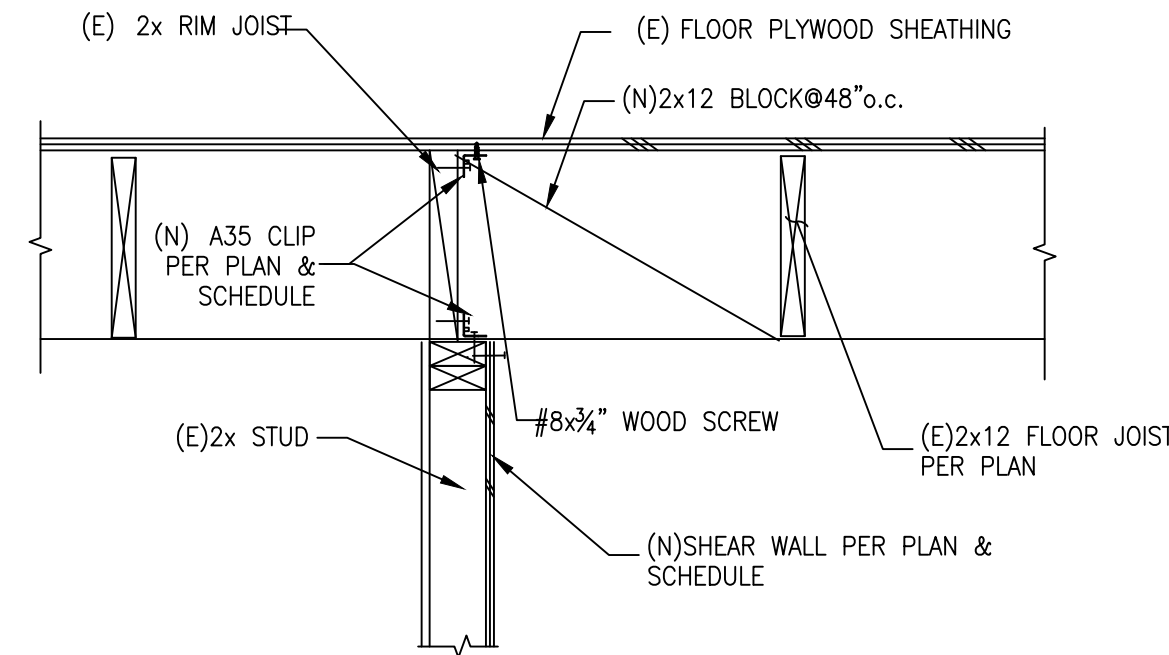 (E) 2x RIM JOIST
(E) FLOOR PLYWOOD SHEATHING
(N)2x12 BLOCK@48"o.c.
(N) A35 CLIP
PER PLAN &
SCHEDULE
#8x¾" WOOD SCREW
(E)2x STUD
(E)2x12 FLOOR JOIST
PER PLAN
(N)SHEAR WALL PER PLAN &
SCHEDULE